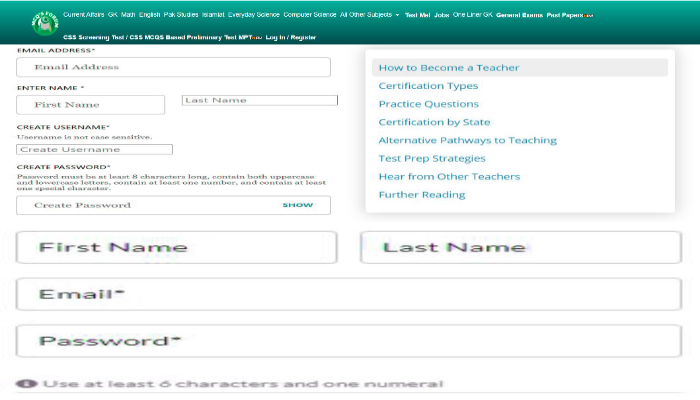 MCQS FORUM
Current Affairs GK Math English Pak Studies Islamiat Everyday Science Computer Science All Other Subjects Test Mcl Jobs One Liner GK General Exams Past Papers
CSS Screening Test / CSS MCQS Based Preliminary Test MPT Log In / Register
EMAIL ADDRESS*
Email Address
ENTER NAME *
First Name
Last Name
CREATE USERNAME*
Username is not case sensitive.
Create Username
CREATE PASSWORD*
Password must be at least 8 characters long, contain both uppercase
and lowercase letters, contain at least one number, and contain at least
one special character.
Create Password SHOW
How to Become a Teacher
Certification Types
Practice Questions
Certification by State
Alternative Pathways to Teaching
Test Prep Strategies
Hear from Other Teachers
Further Reading
First Name Last Name
Email*
Password*
Use at least 6 characters and one numeral